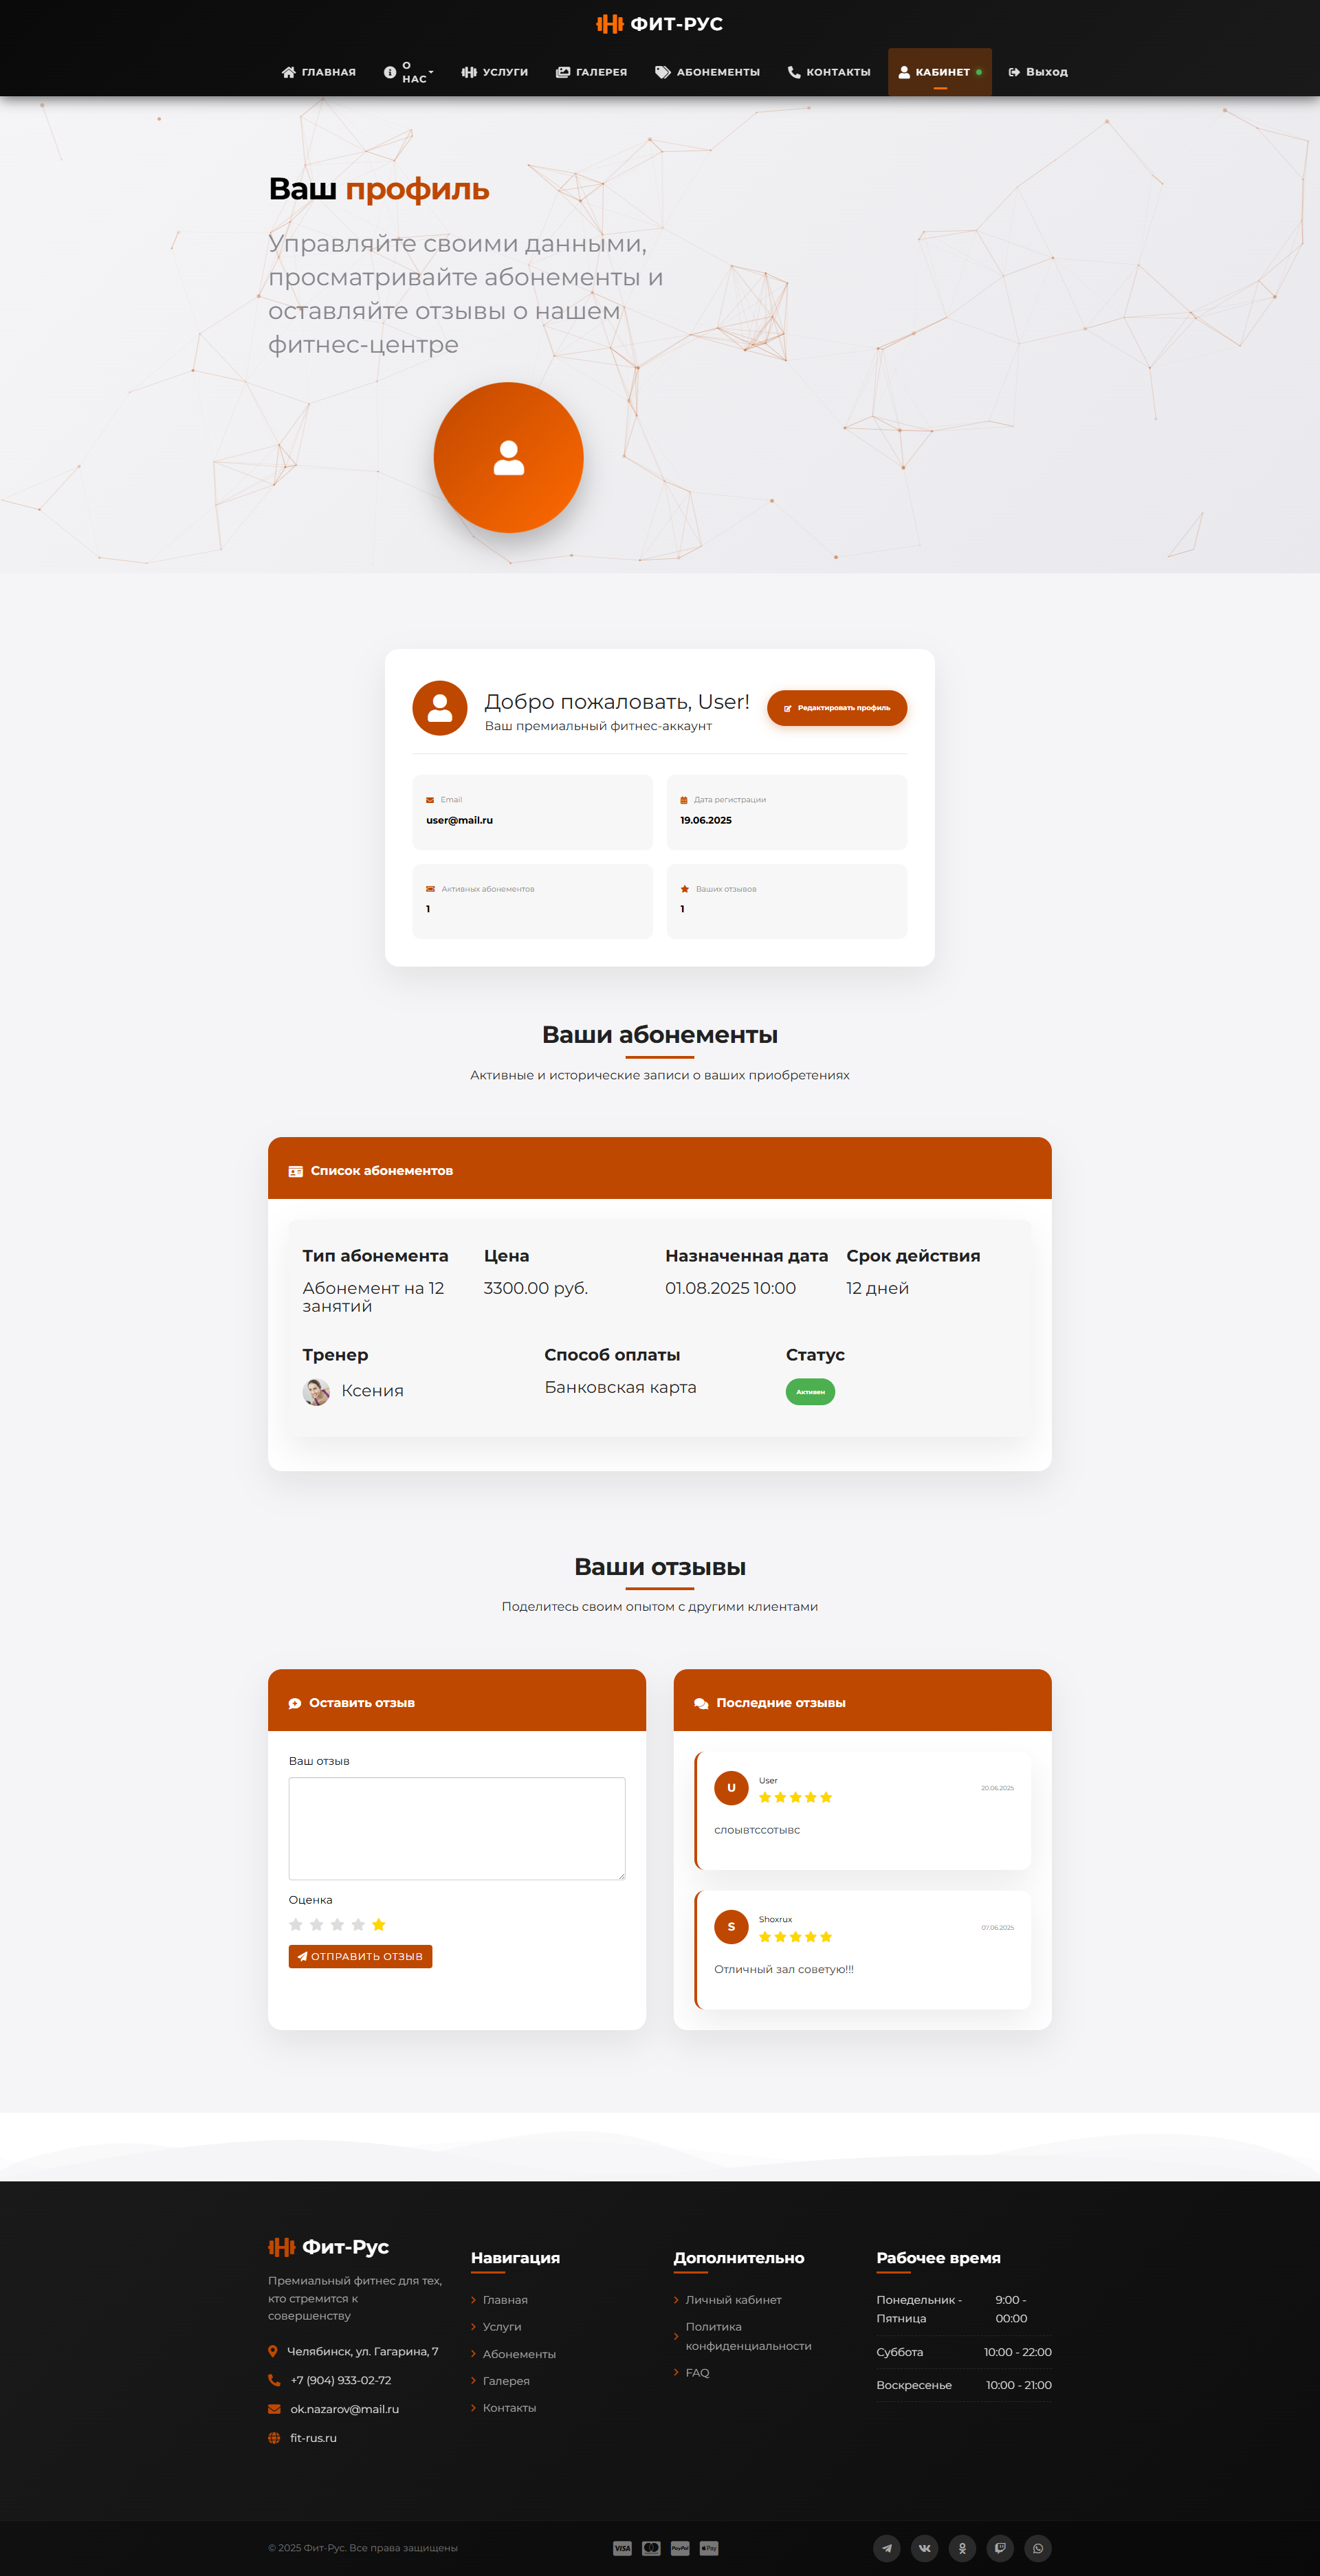 ФИТ-РУС
ГЛАВНАЯ
О
НАС
УСЛУГИ
ГАЛЕРЕЯ
АБОНЕМЕНТЫ
КОНТАКТЫ
КАБИНЕТ
Выход
Ваш профиль
Управляйте своими данными,
просматривайте абонементы и
оставляйте отзывы о нашем
фитнес-центре
Добро пожаловать, User!
Ваш премиальный фитнес-аккаунт
Редактировать профиль
Email
user@mail.ru
Дата регистрации
19.06.2025
Активных абонементов
1
Ваших отзывов
1
Ваши абонементы
Активные и исторические записи о ваших приобретениях
Список абонементов
Тип абонемента
Абонемент на 12
занятий
Цена
3300.00 руб.
Назначенная дата
01.08.2025 10:00
Срок действия
12 дней
Тренер
Ксения
Способ оплаты
Банковская карта
Статус
Активен
Ваши отзывы
Поделитесь своим опытом с другими клиентами
Оставить отзыв
Ваш отзыв
Оценка
ОТПРАВИТЬ ОТЗЫВ
Последние отзывы
U
User
20.06.2025
слоывтссотывс
S
Shoxrux
07.06.2025
Отличный зал советую!!!
Фит-Рус
Премиальный фитнес для тех,
кто стремится к
совершенству
Челябинск, ул. Гагарина, 7
+7 (904) 933-02-72
ok.nazarov@mail.ru
fit-rus.ru
Навигация
Главная
Услуги
Абонементы
Галерея
Контакты
Дополнительно
Личный кабинет
Политика
конфиденциальности
FAQ
Рабочее время
Понедельник -
Пятница
9:00 -
00:00
Суббота
10:00 - 22:00
Воскресенье
10:00 - 21:00
© 2025 Фит-Рус. Все права защищены
VISA
PayPal
Pay